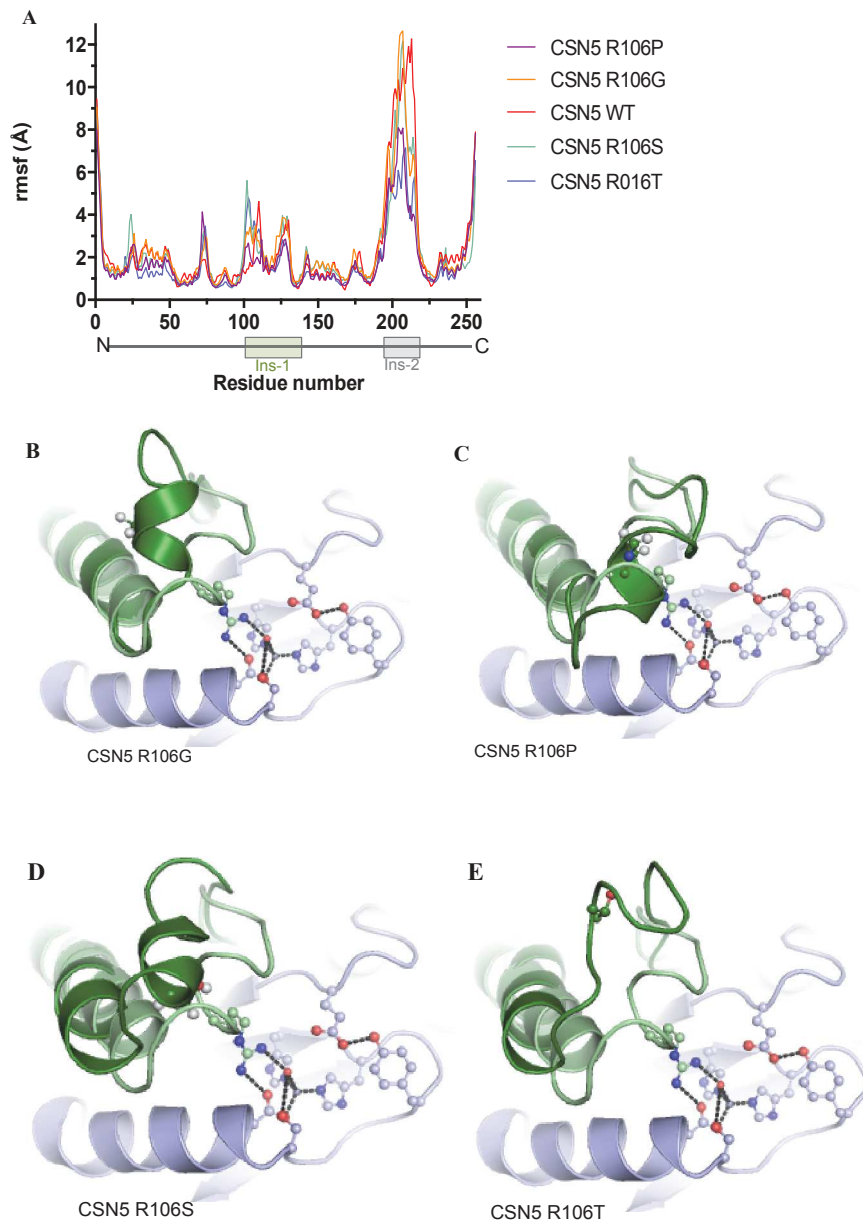 A
CSN5 R106P
CSN5 R106G
CSN5 WT
CSN5 R106S
CSN5 R016T
rmsf (Å)
12
10
8
6
4
2
0
0 50 100 150 200 250
N Ins-1 Ins-2 C
Residue number
B
C
CSN5 R106G
CSN5 R106P
D
E
CSN5 R106S
CSN5 R106T